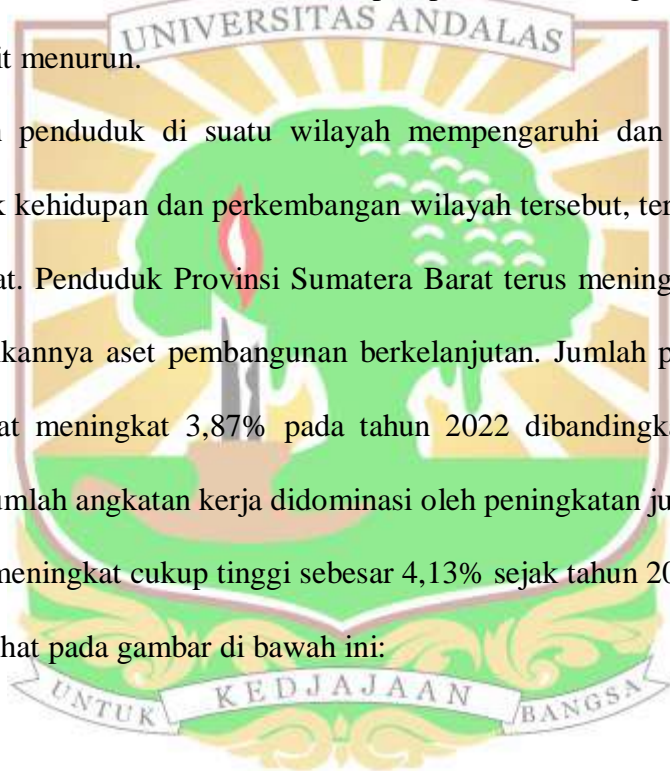 UNIVERSITAS ANDALAS
it menurun.
penduduk di suatu wilayah mempengaruhi dan
k kehidupan dan perkembangan wilayah tersebut, ter
at. Penduduk Provinsi Sumatera Barat terus mening
ikannya aset pembangunan berkelanjutan. Jumlah p
at meningkat 3,87% pada tahun 2022 dibandingka
umlah angkatan kerja didominasi oleh peningkatan ju
meningkat cukup tinggi sebesar 4,13% sejak tahun 20
hat pada gambar di bawah ini:
UNTUK KEDJAJAAN BANGSA